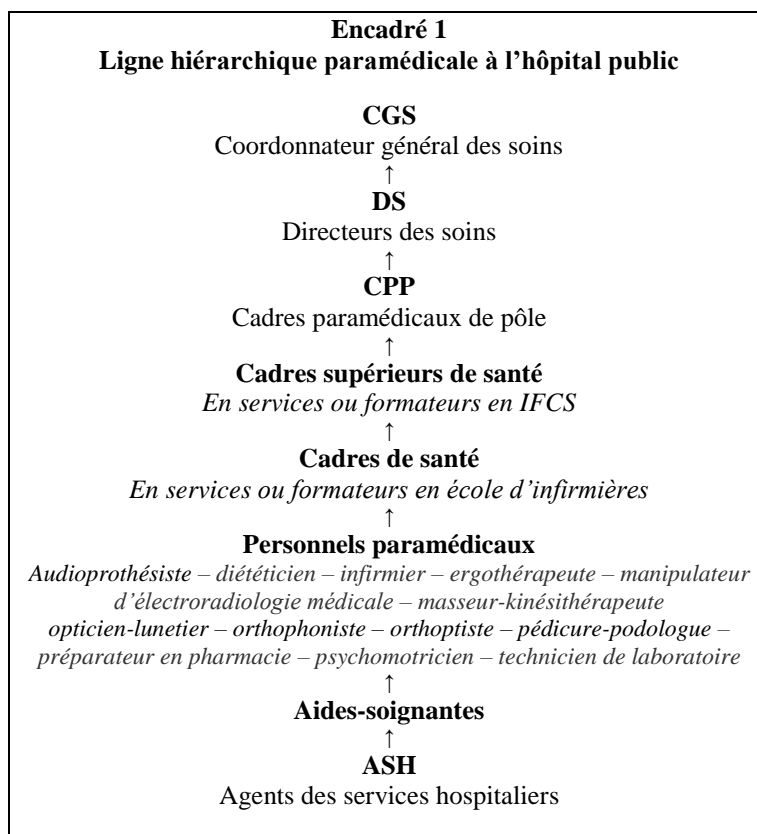 Encadré 1
Ligne hiérarchique paramédicale à l’hôpital public
CGS
Coordonnateur général des soins
↑
DS
Directeurs des soins
↑
CPP
Cadres paramédicaux de pôle
↑
Cadres supérieurs de santé
En services ou formateurs en IFCS
↑
Cadres de santé
En services ou formateurs en école d’infirmières
↑
Personnels paramédicaux
Audioprothésiste – diététicien – infirmier – ergothérapeute – manipulateur
d’électroradiologie médicale – masseur-kinésithérapeute
opticien-lunetier – orthophoniste – orthoptiste – pédicure-podologue –
préparateur en pharmacie – psychomotricien – technicien de laboratoire
↑
Aides-soignantes
↑
ASH
Agents des services hospitaliers